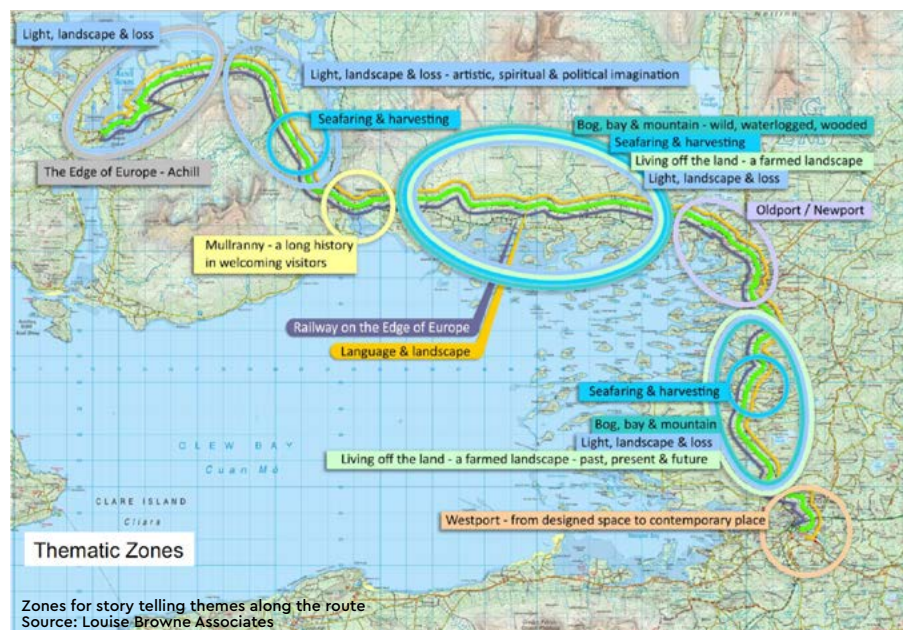 Light, landscape & loss
Light, landscape & loss - artistic, spiritual & political imagination
Seafaring & harvesting
The Edge of Europe - Achill
Bog, bay & mountain - wild, waterlogged, wooded
Seafaring & harvesting
Living off the land - a farmed landscape
Light, landscape & loss
Oldport / Newport
Mullranny - a long history
in welcoming visitors
Railway on the Edge of Europe
Language & landscape
Seafaring & harvesting
Bog, bay & mountain
Light, landscape & loss
Living off the land - a farmed landscape - past, present & future
CLEW BAY
Cuan Mó
CLARE ISLAND
Cliara
Westport - from designed space to contemporary place
Thematic Zones
Zones for story telling themes along the route
Source: Louise Browne Associates